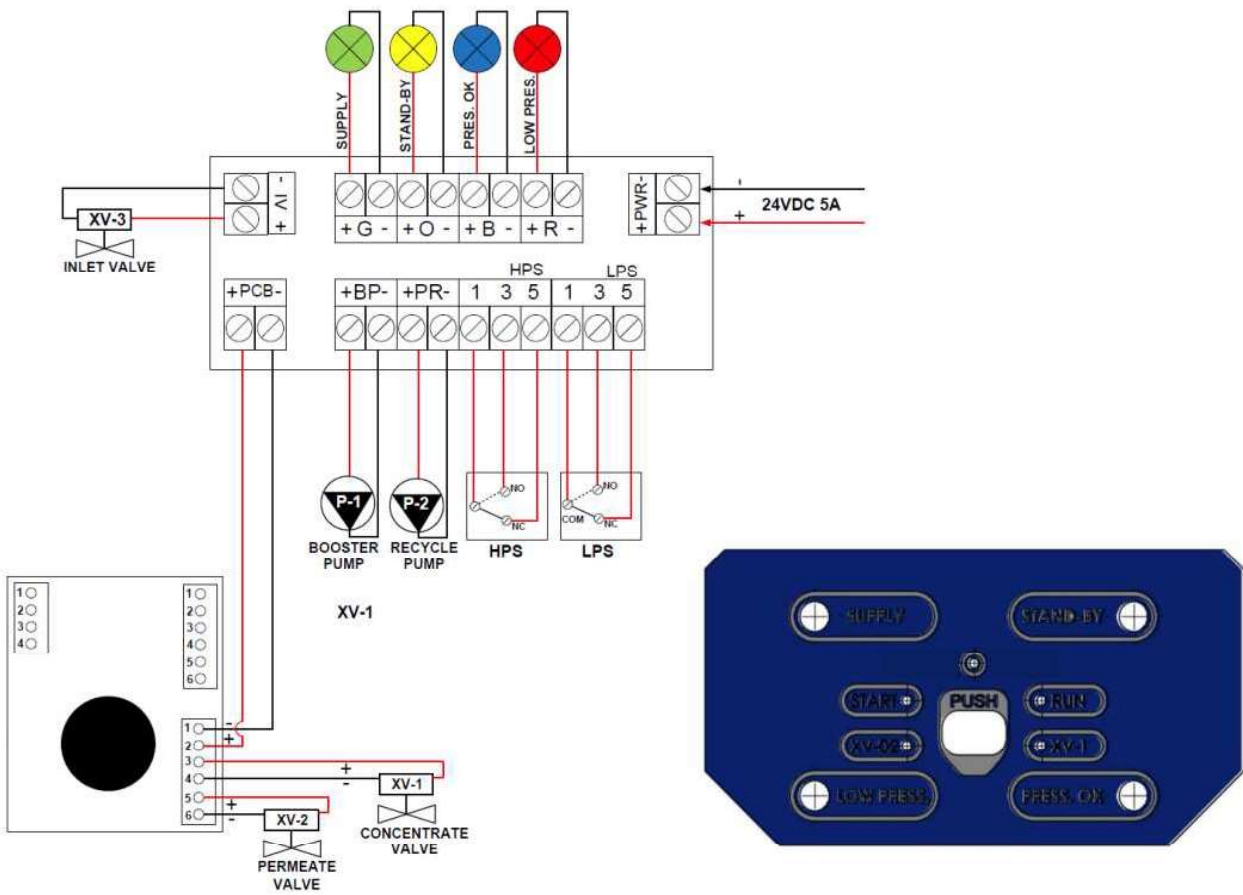 SUPPLY
STAND-BY
PRES. OK
LOW PRES.
- IV +
XV-3
INLET VALVE
+ G - + O - + B - + R -
+PWR-
-
24VDC 5A
+
HPS LPS
+PCB- +BP- +PR- 1 3 5 1 3 5
NO
NC
COM NO
NC
P-1 P-2
BOOSTER PUMP
RECYCLE PUMP
HPS
LPS
XV-1
1
2
3
4
1
2
3
4
5
6
1 -
2 +
3 +
4 -
5 +
6 -
XV-1
CONCENTRATE
VALVE
XV-2
PERMEATE
VALVE
SUPPLY STAND-BY
START PUSH RUN
XV-02 XV-1
LOW PRESS. PRESS. OK